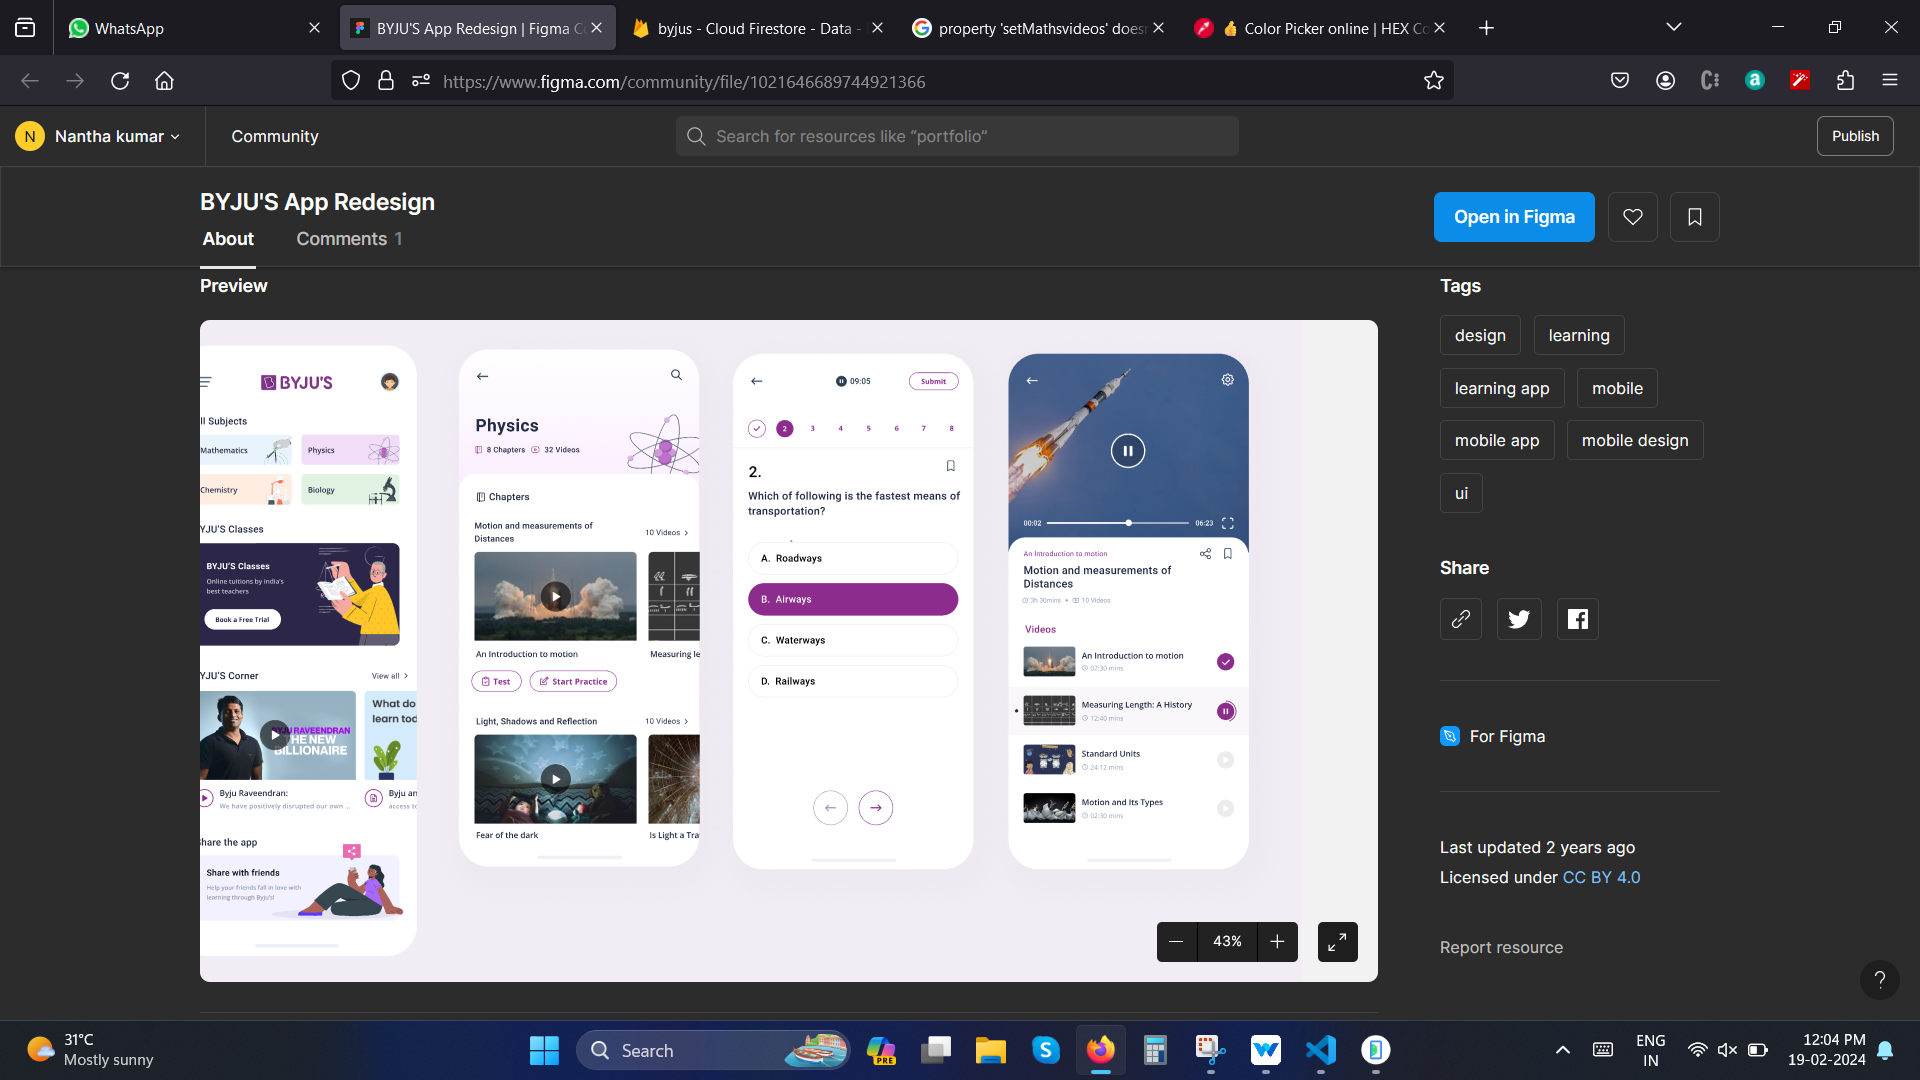 WhatsApp
BYJU'S App Redesign | Figma Co
byjus - Cloud Firestore - Data -
property 'setMathsvideos' does
👍 Color Picker online | HEX Co
https://www.figma.com/community/file/1021646689744921366
N Nantha kumar
Community
Search for resources like “portfolio”
Publish
BYJU'S App Redesign
About
Comments 1
Open in Figma
Preview
BYJU'S
ll Subjects
Mathematics
Physics
Chemistry
Biology
YJU'S Classes
BYJU'S Classes
Online tuitions by india's
best teachers
Book a Free Trial
YJU'S Corner
View all
BYJU RAVEENDRAN
THE NEW
BILLIONAIRE
What do
learn tod
Byju Raveendran:
We have positively disrupted our own ...
Byju an
access to
Share the app
Share with friends
Help your friends fall in love with
learning through Byju's!
Physics
8 Chapters
32 Videos
Chapters
Motion and measurements of
Distances
10 Videos
An Introduction to motion
Measuring le
Test
Start Practice
Light, Shadows and Reflection
10 Videos
Fear of the dark
Is Light a Tra
09:05
Submit
2 3 4 5 6 7 8
2.
Which of following is the fastest means of
transportation?
A. Roadways
B. Airways
C. Waterways
D. Railways
00:02
06:23
An Introduction to motion
Motion and measurements of
Distances
3h 30mins • 10 Videos
Videos
An Introduction to motion
02:30 mins
Measuring Length: A History
12:40 mins
Standard Units
24:12 mins
Motion and Its Types
02:30 mins
43%
Tags
design
learning
learning app
mobile
mobile app
mobile design
ui
Share
For Figma
Last updated 2 years ago
Licensed under CC BY 4.0
Report resource
?
31°C
Mostly sunny
Search
PRE
ENG
IN
12:04 PM
19-02-2024